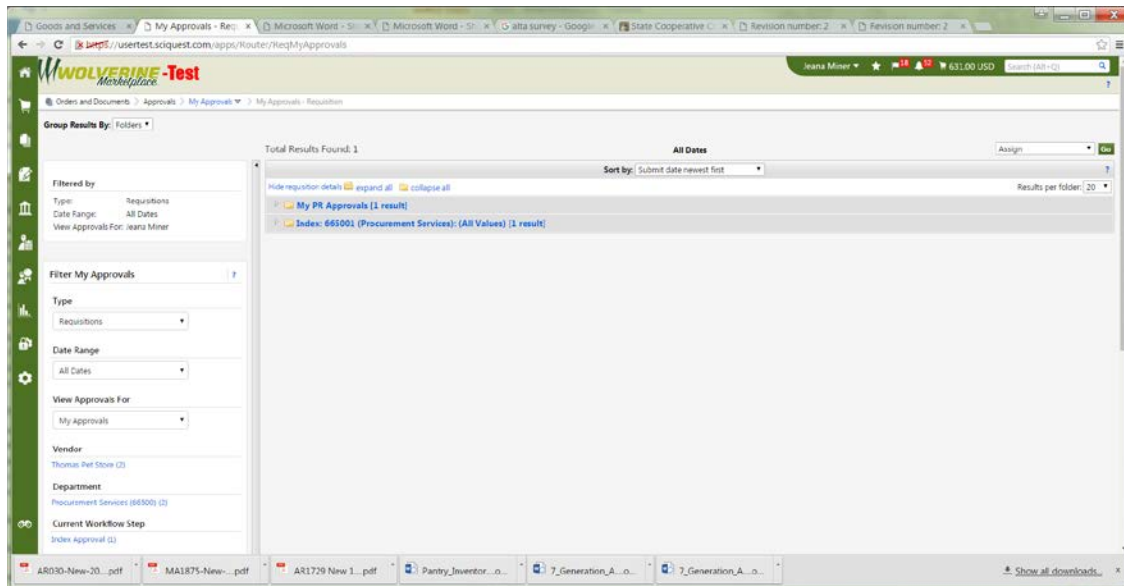 Goods and Services
My Approvals - Req
Microsoft Word - S
Microsoft Word - S
alta survey - Googl
State Cooperative C
Revision number: 2
Revision number: 2
https://usertest.sciquest.com/apps/Router/ReqMyApprovals
WOLVERINE Marketplace -Test
Jeana Miner 18 52 631.00 USD Search (Alt+Q)
?
Orders and Documents > Approvals > My Approvals > My Approvals - Requisition
Group Results By: Folders
Total Results Found: 1 All Dates Assign Go
Sort by: Submit date newest first ?
Hide requisition details expand all collapse all Results per folder: 20
My PR Approvals [1 result]
Index: 665001 (Procurement Services): (All Values) [1 result]
Filtered by
Type: Requisitions
Date Range: All Dates
View Approvals For: Jeana Miner
Filter My Approvals ?
Type
Requisitions
Date Range
All Dates
View Approvals For
My Approvals
Vendor
Thomas Pet Store (2)
Department
Procurement Services (66500) (2)
Current Workflow Step
Index Approval (1)
AR030-New-20....pdf MA1875-New-....pdf AR1729 New 1....pdf Pantry_Inventor....o... 7_Generation_A....o... 7_Generation_A....o... Show all downloads...